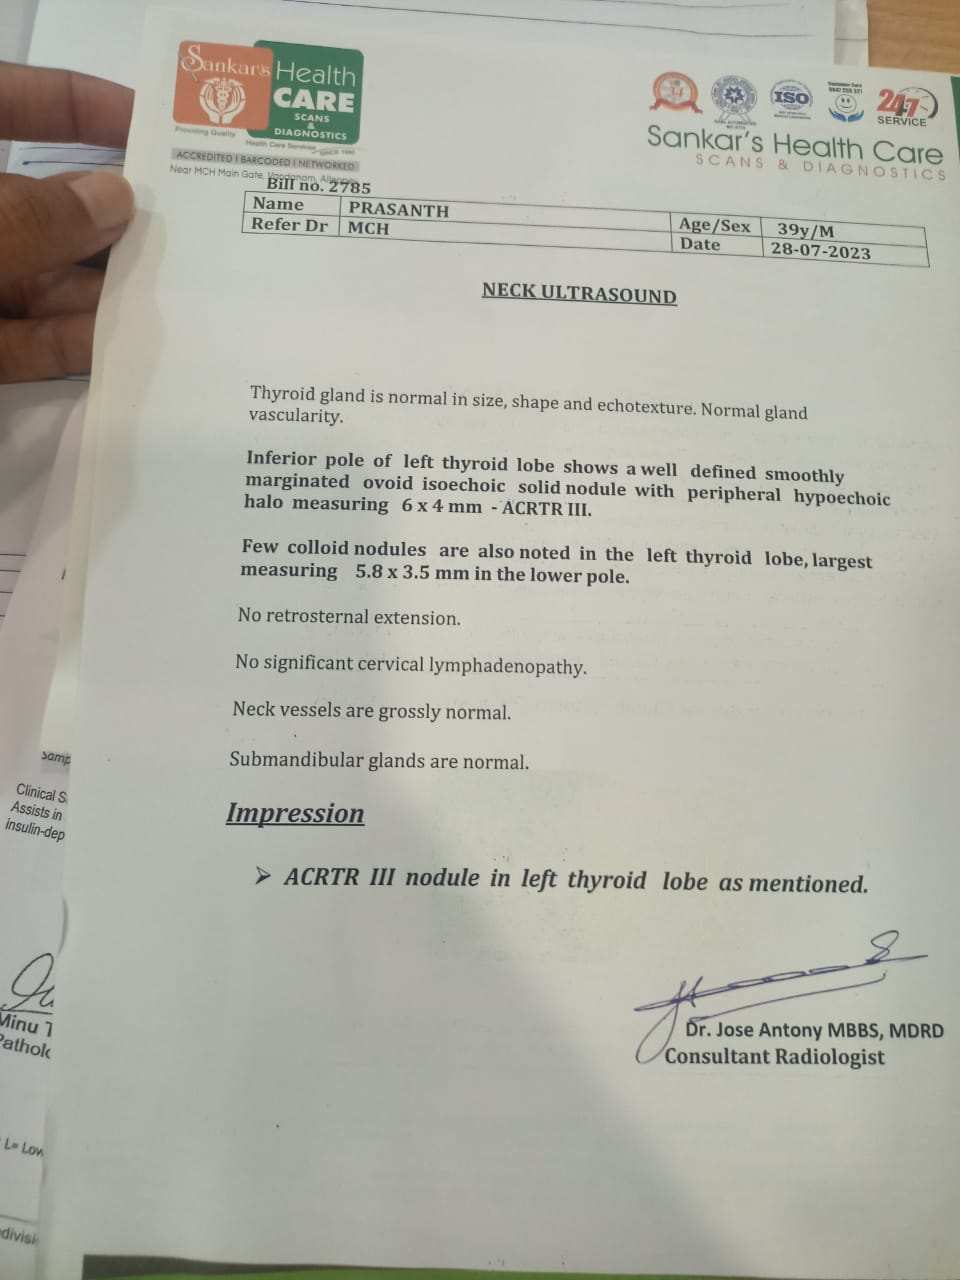 Sankar's Health
CARE
SCANS
&
DIAGNOSTICS
Providing Quality
Health Care Services
ACCREDITED | BARCODED | NETWORKED
Near MCH Main Gate, Vandanam, Alleppey
ISO
24x7
SERVICE
Sankar's Health Care
SCANS & DIAGNOSTICS
Bill no. 2785
Name PRASANTH Age/Sex 39y/M
Refer Dr MCH Date 28-07-2023
NECK ULTRASOUND
Thyroid gland is normal in size, shape and echotexture. Normal gland
vascularity.
Inferior pole of left thyroid lobe shows a well defined smoothly
marginated ovoid isoechoic solid nodule with peripheral hypoechoic
halo measuring 6 x 4 mm - ACRTR III.
Few colloid nodules are also noted in the left thyroid lobe, largest
measuring 5.8 x 3.5 mm in the lower pole.
No retrosternal extension.
No significant cervical lymphadenopathy.
Neck vessels are grossly normal.
Submandibular glands are normal.
Impression
➢ ACRTR III nodule in left thyroid lobe as mentioned.
Dr. Jose Antony MBBS, MDRD
Consultant Radiologist
Samp
Clinical S
Assists in
insulin-dep
Minu T
Patholo
L= Low
divisi